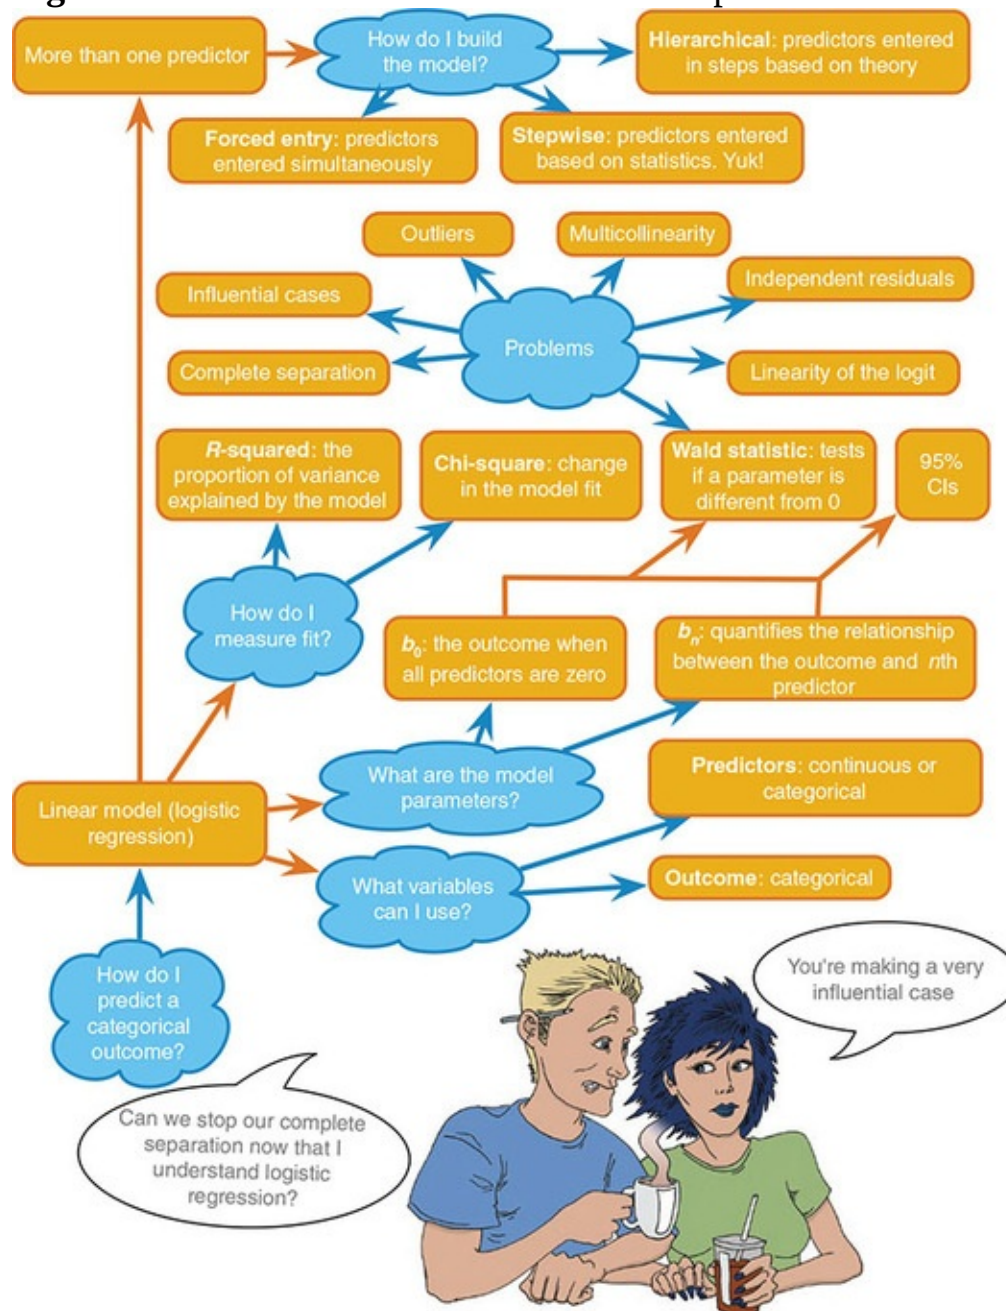 More than one predictor
How do I build
the model?
Hierarchical: predictors entered
in steps based on theory
Forced entry: predictors
entered simultaneously
Stepwise: predictors entered
based on statistics. Yuk!
Outliers
Multicollinearity
Influential cases
Independent residuals
Problems
Complete separation
Linearity of the logit
R-squared: the
proportion of variance
explained by the model
Chi-square: change
in the model fit
Wald statistic: tests
if a parameter is
different from 0
95%
CIs
How do I
measure fit?
b0: the outcome when
all predictors are zero
bn: quantifies the relationship
between the outcome and nth
predictor
What are the model
parameters?
Predictors: continuous or
categorical
Linear model (logistic
regression)
What variables
can I use?
Outcome: categorical
How do I
predict a
categorical
outcome?
You're making a very
influential case
Can we stop our complete
separation now that I
understand logistic
regression?